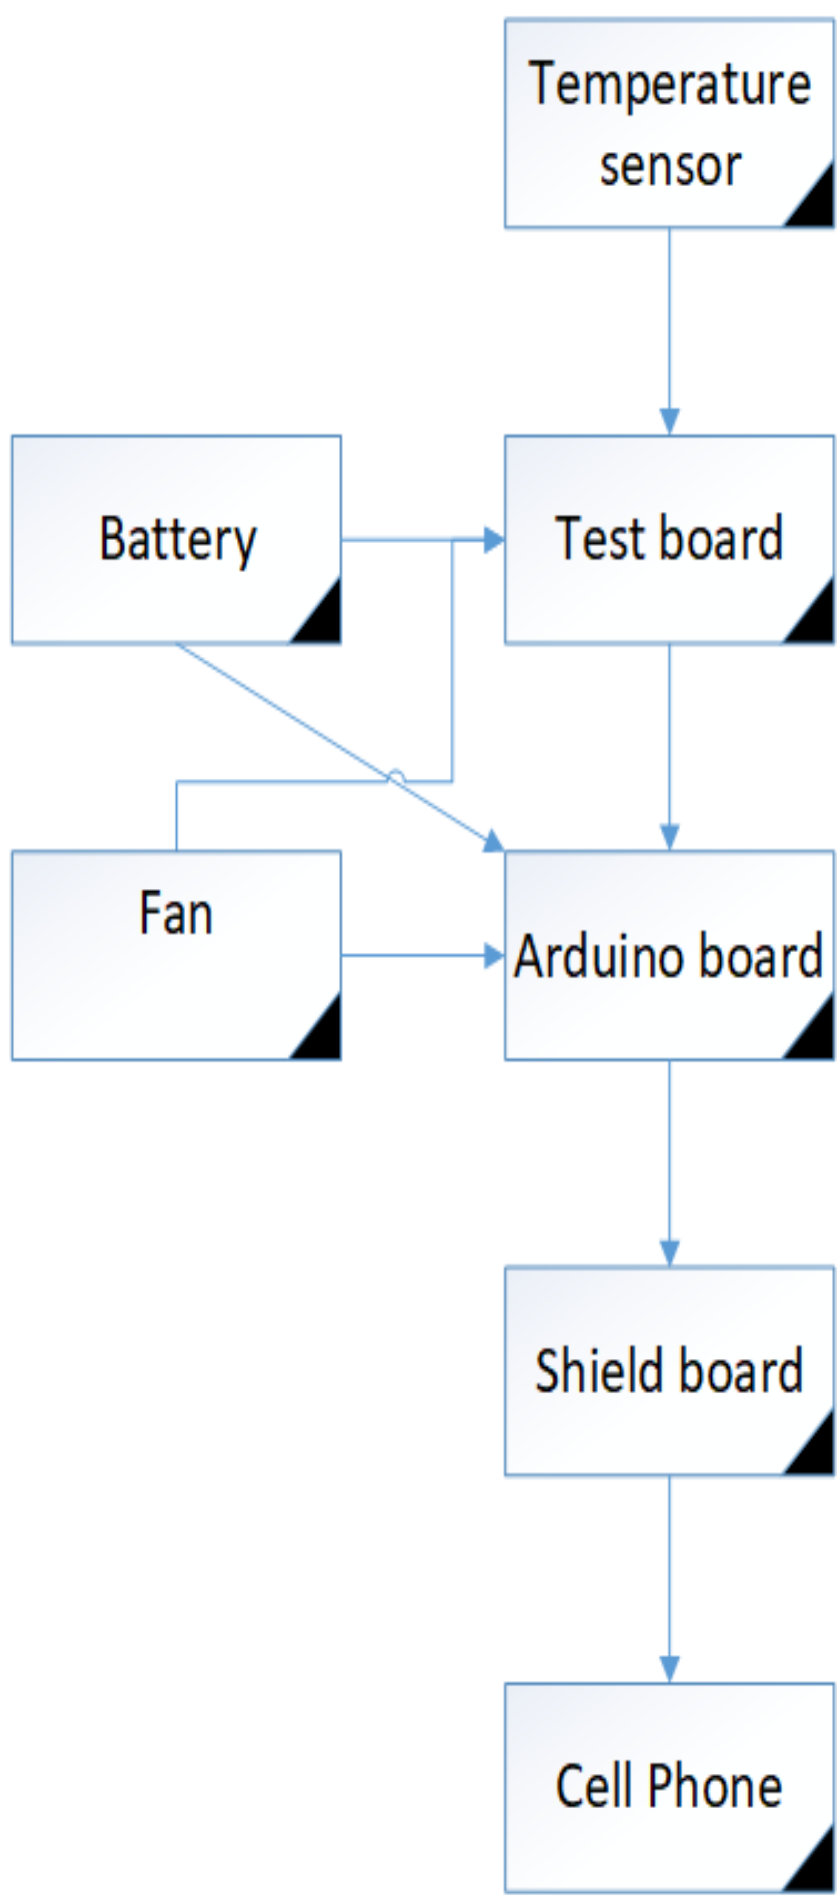 Temperature
sensor
Battery
Test board
Fan
Arduino board
Shield board
Cell Phone